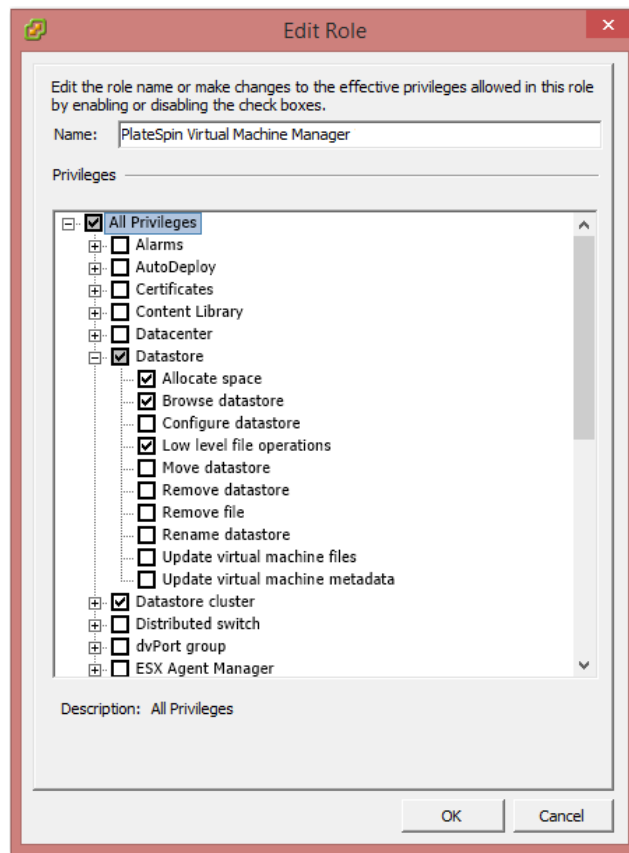 Edit Role
Edit the role name or make changes to the effective privileges allowed in this role
by enabling or disabling the check boxes.
Name: PlateSpin Virtual Machine Manager
Privileges
All Privileges
Alarms
AutoDeploy
Certificates
Content Library
Datacenter
Datastore
Allocate space
Browse datastore
Configure datastore
Low level file operations
Move datastore
Remove datastore
Remove file
Rename datastore
Update virtual machine files
Update virtual machine metadata
Datastore cluster
Distributed switch
dvPort group
ESX Agent Manager
Description: All Privileges
OK Cancel